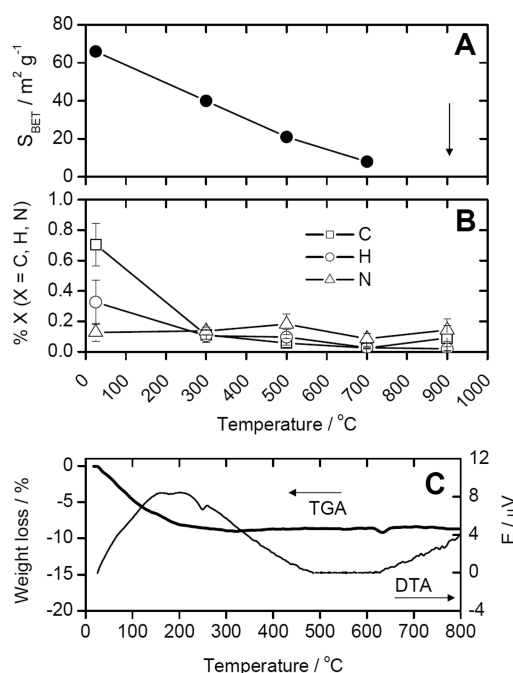 80
60
40
20
0
S_BET / m² g⁻¹
A
1.0
0.8
0.6
0.4
0.2
0.0
% X (X = C, H, N)
B
C
H
N
0 100 200 300 400 500 600 700 800 900 1000
Temperature / °C
0
-5
-10
-15
-20
Weight loss / %
C
TGA
DTA
12
8
4
0
-4
E / μV
0 100 200 300 400 500 600 700 800
Temperature / °C